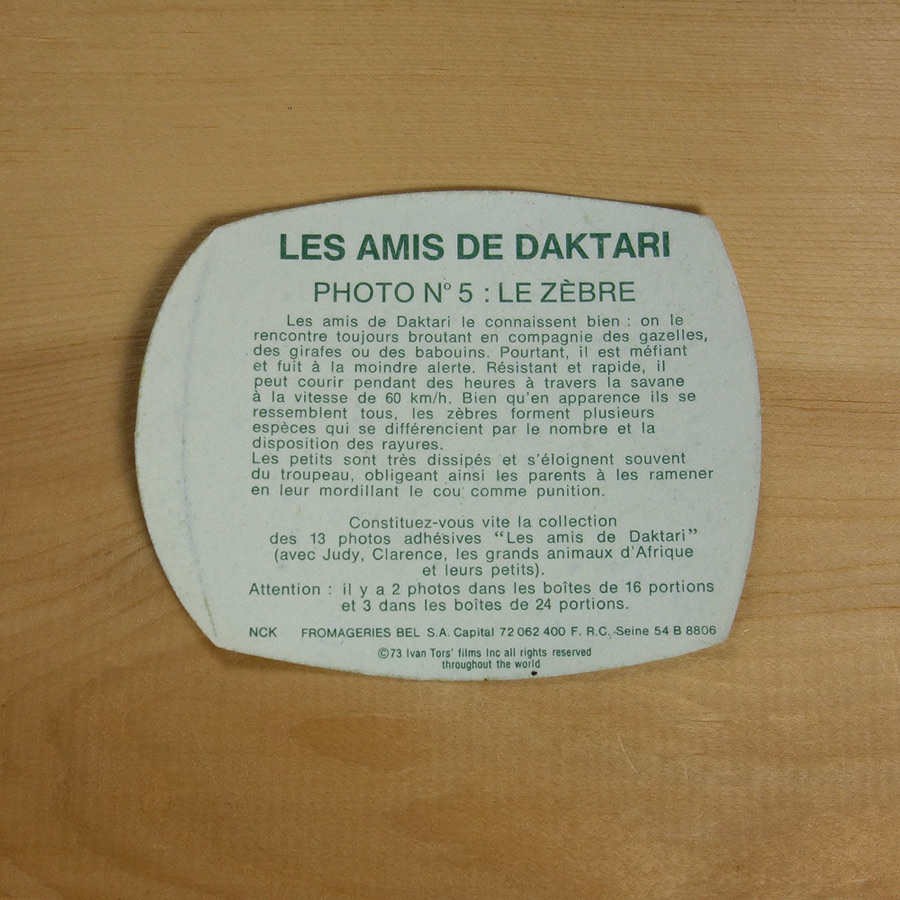 LES AMIS DE DAKTARI
PHOTO N° 5 : LE ZÈBRE
Les amis de Daktari le connaissent bien : on le
rencontre toujours broutant en compagnie des gazelles,
des girafes ou des babouins. Pourtant, il est méfiant
et fuit à la moindre alerte. Résistant et rapide, il
peut courir pendant des heures à travers la savane
à la vitesse de 60 km/h. Bien qu'en apparence ils se
ressemblent tous, les zèbres forment plusieurs
espèces qui se différencient par le nombre et la
disposition des rayures.
Les petits sont très dissipés et s'éloignent souvent
du troupeau, obligeant ainsi les parents à les ramener
en leur mordillant le cou comme punition.
Constituez-vous vite la collection
des 13 photos adhésives "Les amis de Daktari"
(avec Judy, Clarence, les grands animaux d'Afrique
et leurs petits).
Attention : il y a 2 photos dans les boîtes de 16 portions
et 3 dans les boîtes de 24 portions.
NCK FROMAGERIES BEL S.A. Capital 72 062 400 F. R.C. Seine 54 B 8806
©73 Ivan Tors' films Inc all rights reserved
throughout the world